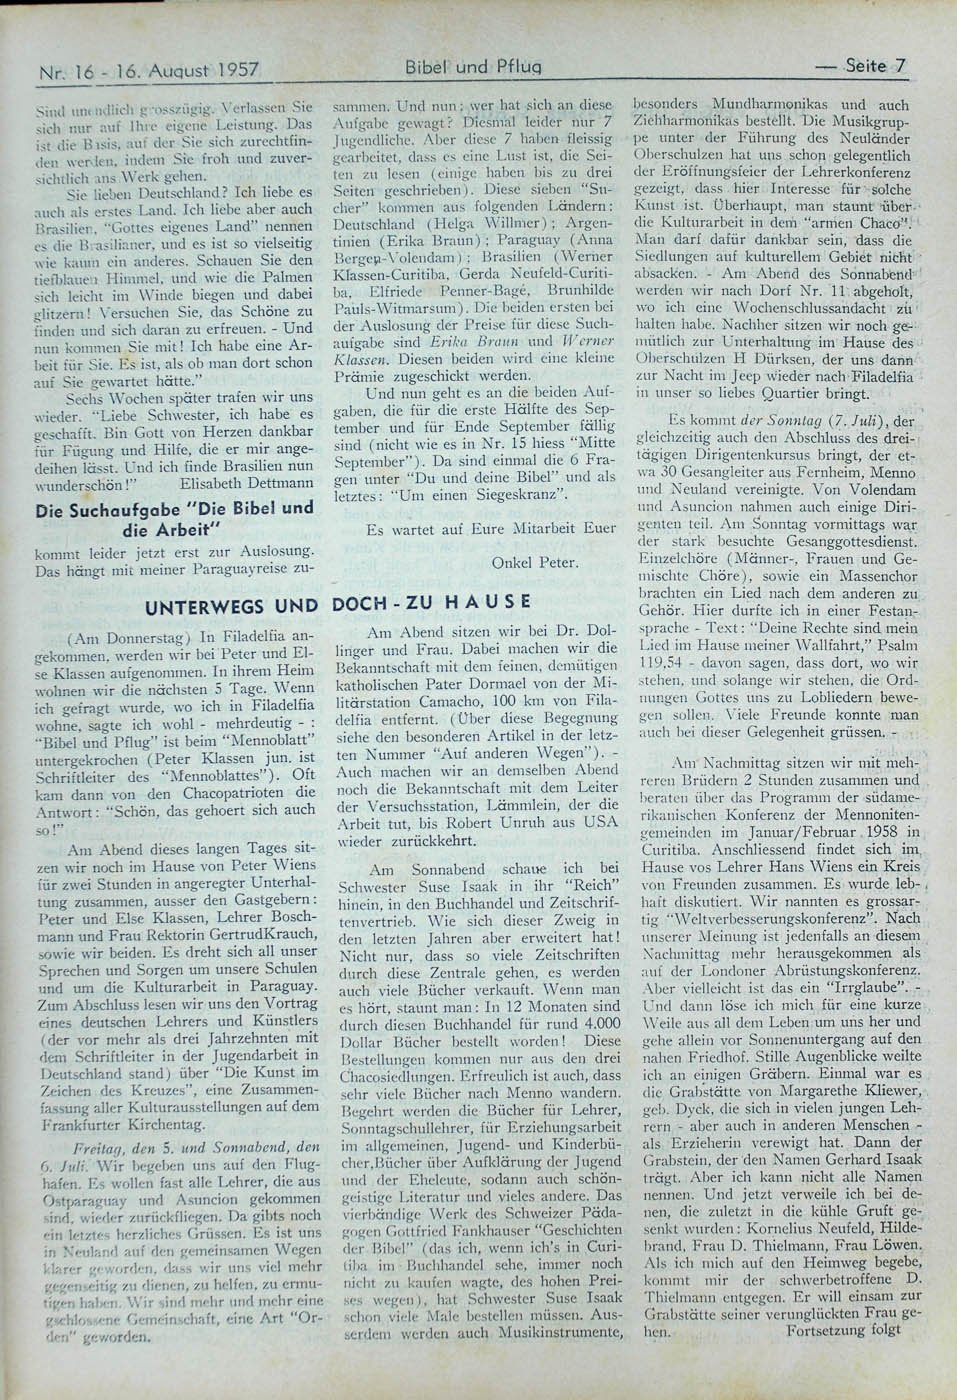 Nr. 16 - 16. August 1957
Bibel und Pflug
— Seite 7
Sind unendlich grosszügig. Verlassen Sie
sich nur auf Ihre eigene Leistung. Das
ist die Basis, auf der Sie sich zurechtfin-
den werden, indem Sie froh und zuver-
sichtlich ans Werk gehen.
Sie lieben Deutschland? Ich liebe es
auch als erstes Land. Ich liebe aber auch
Brasilien, "Gottes eigenes Land" nennen
es die Brasilianer, und es ist so vielseitig
wie kaum ein anderes. Schauen Sie den
tiefblauen Himmel, und wie die Palmen
sich leicht im Winde biegen und dabei
glitzern! Versuchen Sie, das Schöne zu
finden und sich daran zu erfreuen. - Und
nun kommen Sie mit! Ich habe eine Ar-
beit für Sie. Es ist, als ob man dort schon
auf Sie gewartet hätte."
Sechs Wochen später trafen wir uns
wieder. "Liebe Schwester, ich habe es
geschafft. Bin Gott von Herzen dankbar
für Fügung und Hilfe, die er mir ange-
deihen lässt. Und ich finde Brasilien nun
wunderschön!" Elisabeth Dettmann
Die Suchaufgabe "Die Bibel und
die Arbeit"
kommt leider jetzt erst zur Auslosung.
Das hängt mit meiner Paraguayreise zu-
sammen. Und nun: wer hat sich an diese
Aufgabe gewagt? Diesmal leider nur 7
Jugendliche. Aber diese 7 haben fleissig
gearbeitet, dass es eine Lust ist, die Sei-
ten zu lesen (einige haben bis zu drei
Seiten geschrieben). Diese sieben "Su-
cher" kommen aus folgenden Ländern:
Deutschland (Helga Willmer); Argen-
tinien (Erika Braun); Paraguay (Anna
Bergen-Volendam); Brasilien (Werner
Klassen-Curitiba, Gerda Neufeld-Curiti-
ba, Elfriede Penner-Bagé, Brunhilde
Pauls-Witmarsum). Die beiden ersten bei
der Auslosung der Preise für diese Such-
aufgabe sind Erika Braun und Werner
Klassen. Diesen beiden wird eine kleine
Prämie zugeschickt werden.
Und nun geht es an die beiden Auf-
gaben, die für die erste Hälfte des Sep-
tember und für Ende September fällig
sind (nicht wie es in Nr. 15 hiess "Mitte
September"). Da sind einmal die 6 Fra-
gen unter "Du und deine Bibel" und als
letztes: "Um einen Siegeskranz".
Es wartet auf Eure Mitarbeit Euer
Onkel Peter.
UNTERWEGS UND DOCH - ZU HAUSE
(Am Donnerstag) In Filadelfia an-
gekommen, werden wir bei Peter und El-
se Klassen aufgenommen. In ihrem Heim
wohnen wir die nächsten 5 Tage. Wenn
ich gefragt wurde, wo ich in Filadelfia
wohne, sagte ich wohl - mehrdeutig - :
"Bibel und Pflug" ist beim "Mennoblatt"
untergekrochen (Peter Klassen jun. ist
Schriftleiter des "Mennoblattes"). Oft
kam dann von den Chacopatrioten die
Antwort: "Schön, das gehoert sich auch
so!"
Am Abend dieses langen Tages sit-
zen wir noch im Hause von Peter Wiens
für zwei Stunden in angeregter Unterhal-
tung zusammen, ausser den Gastgebern:
Peter und Else Klassen, Lehrer Bosch-
mann und Frau Rektorin GertrudKrauch,
sowie wir beiden. Es dreht sich all unser
Sprechen und Sorgen um unsere Schulen
und um die Kulturarbeit in Paraguay.
Zum Abschluss lesen wir uns den Vortrag
eines deutschen Lehrers und Künstlers
(der vor mehr als drei Jahrzehnten mit
dem Schriftleiter in der Jugendarbeit in
Deutschland stand) über "Die Kunst im
Zeichen des Kreuzes", eine Zusammen-
fassung aller Kulturausstellungen auf dem
Frankfurter Kirchentag.
Freitag, den 5. und Sonnabend, den
6. Juli. Wir begeben uns auf den Flug-
hafen. Es wollen fast alle Lehrer, die aus
Ostparaguay und Asuncion gekommen
sind, wieder zurückfliegen. Da gibts noch
ein letztes herzliches Grüssen. Es ist uns
in Neuland auf den gemeinsamen Wegen
klarer geworden, dass wir uns viel mehr
gegenseitig zu dienen, zu helfen, zu ermu-
tigen haben. Wir sind mehr und mehr eine
gschlossene Gemeinschaft, eine Art "Or-
den" geworden.
Am Abend sitzen wir bei Dr. Dol-
linger und Frau. Dabei machen wir die
Bekanntschaft mit dem feinen, demütigen
katholischen Pater Dormael von der Mi-
litärstation Camacho, 100 km von Fila-
delfia entfernt. (Über diese Begegnung
siehe den besonderen Artikel in der letz-
ten Nummer "Auf anderen Wegen"). -
Auch machen wir an demselben Abend
noch die Bekanntschaft mit dem Leiter
der Versuchsstation, Lämmlein, der die
Arbeit tut, bis Robert Unruh aus USA
wieder zurückkehrt.
Am Sonnabend schaue ich bei
Schwester Suse Isaak in ihr "Reich"
hinein, in den Buchhandel und Zeitschrif-
tenvertrieb. Wie sich dieser Zweig in
den letzten Jahren aber erweitert hat!
Nicht nur, dass so viele Zeitschriften
durch diese Zentrale gehen, es werden
auch viele Bücher verkauft. Wenn man
es hört, staunt man: In 12 Monaten sind
durch diesen Buchhandel für rund 4.000
Dollar Bücher bestellt worden! Diese
Bestellungen kommen nur aus den drei
Chacosiedlungen. Erfreulich ist auch, dass
sehr viele Bücher nach Menno wandern.
Begehrt werden die Bücher für Lehrer,
Sonntagschullehrer, für Erziehungsarbeit
im allgemeinen, Jugend- und Kinderbü-
cher,Bücher über Aufklärung der Jugend
und der Eheleute, sodann auch schön-
geistige Literatur und vieles andere. Das
vierbändige Werk des Schweizer Päda-
gogen Gottfried Fankhauser "Geschichten
der Bibel" (das ich, wenn ich's in Curi-
tiba im Buchhandel sehe, immer noch
nicht zu kaufen wagte, des hohen Prei-
ses wegen), hat Schwester Suse Isaak
schon viele Male bestellen müssen. Aus-
serdem werden auch Musikinstrumente,
besonders Mundharmonikas und auch
Ziehharmonikas bestellt. Die Musikgrup-
pe unter der Führung des Neuländer
Oberschulzen hat uns schon gelegentlich
der Eröffnungsfeier der Lehrerkonferenz
gezeigt, dass hier Interesse für solche
Kunst ist. Überhaupt, man staunt über
die Kulturarbeit in dem "armen Chaco".
Man darf dafür dankbar sein, dass die
Siedlungen auf kulturellem Gebiet nicht
absacken. - Am Abend des Sonnabend
werden wir nach Dorf Nr. 11 abgeholt,
wo ich eine Wochenschlussandacht zu
halten habe. Nachher sitzen wir noch ge-
mütlich zur Unterhaltung im Hause des
Oberschulzen H Dürksen, der uns dann
zur Nacht im Jeep wieder nach Filadelfia
in unser so liebes Quartier bringt.
Es kommt der Sonntag (7. Juli), der
gleichzeitig auch den Abschluss des drei-
tägigen Dirigentenkursus bringt, der et-
wa 30 Gesangleiter aus Fernheim, Menno
und Neuland vereinigte. Von Volendam
und Asuncion nahmen auch einige Diri-
genten teil. Am Sonntag vormittags war
der stark besuchte Gesanggottesdienst.
Einzelchöre (Männer-, Frauen und Ge-
mischte Chöre), sowie ein Massenchor
brachten ein Lied nach dem anderen zu
Gehör. Hier durfte ich in einer Festan-
sprache - Text: "Deine Rechte sind mein
Lied im Hause meiner Wallfahrt," Psalm
119,54 - davon sagen, dass dort, wo wir
stehen, und solange wir stehen, die Ord-
nungen Gottes uns zu Lobliedern bewe-
gen sollen. Viele Freunde konnte man
auch bei dieser Gelegenheit grüssen. -
Am Nachmittag sitzen wir mit meh-
reren Brüdern 2 Stunden zusammen und
beraten über das Programm der südame-
rikanischen Konferenz der Mennoniten-
gemeinden im Januar/Februar 1958 in
Curitiba. Anschliessend findet sich im
Hause vos Lehrer Hans Wiens ein Kreis
von Freunden zusammen. Es wurde leb-
haft diskutiert. Wir nannten es grossar-
tig "Weltverbesserungskonferenz". Nach
unserer Meinung ist jedenfalls an diesem
Nachmittag mehr herausgekommen als
auf der Londoner Abrüstungskonferenz.
Aber vielleicht ist das ein "Irrglaube". -
Und dann löse ich mich für eine kurze
Weile aus all dem Leben um uns her und
gehe allein vor Sonnenuntergang auf den
nahen Friedhof. Stille Augenblicke weilte
ich an einigen Gräbern. Einmal war es
die Grabstätte von Margarethe Kliewer,
geb. Dyck, die sich in vielen jungen Leh-
rern - aber auch in anderen Menschen -
als Erzieherin verewigt hat. Dann der
Grabstein, der den Namen Gerhard Isaak
trägt. Aber ich kann nicht alle Namen
nennen. Und jetzt verweile ich bei de-
nen, die zuletzt in die kühle Gruft ge-
senkt wurden: Kornelius Neufeld, Hilde-
brand, Frau D. Thielmann, Frau Löwen.
Als ich mich auf den Heimweg begebe,
kommt mir der schwerbetroffene D.
Thielmann entgegen. Er will einsam zur
Grabstätte seiner verunglückten Frau ge-
hen. Fortsetzung folgt